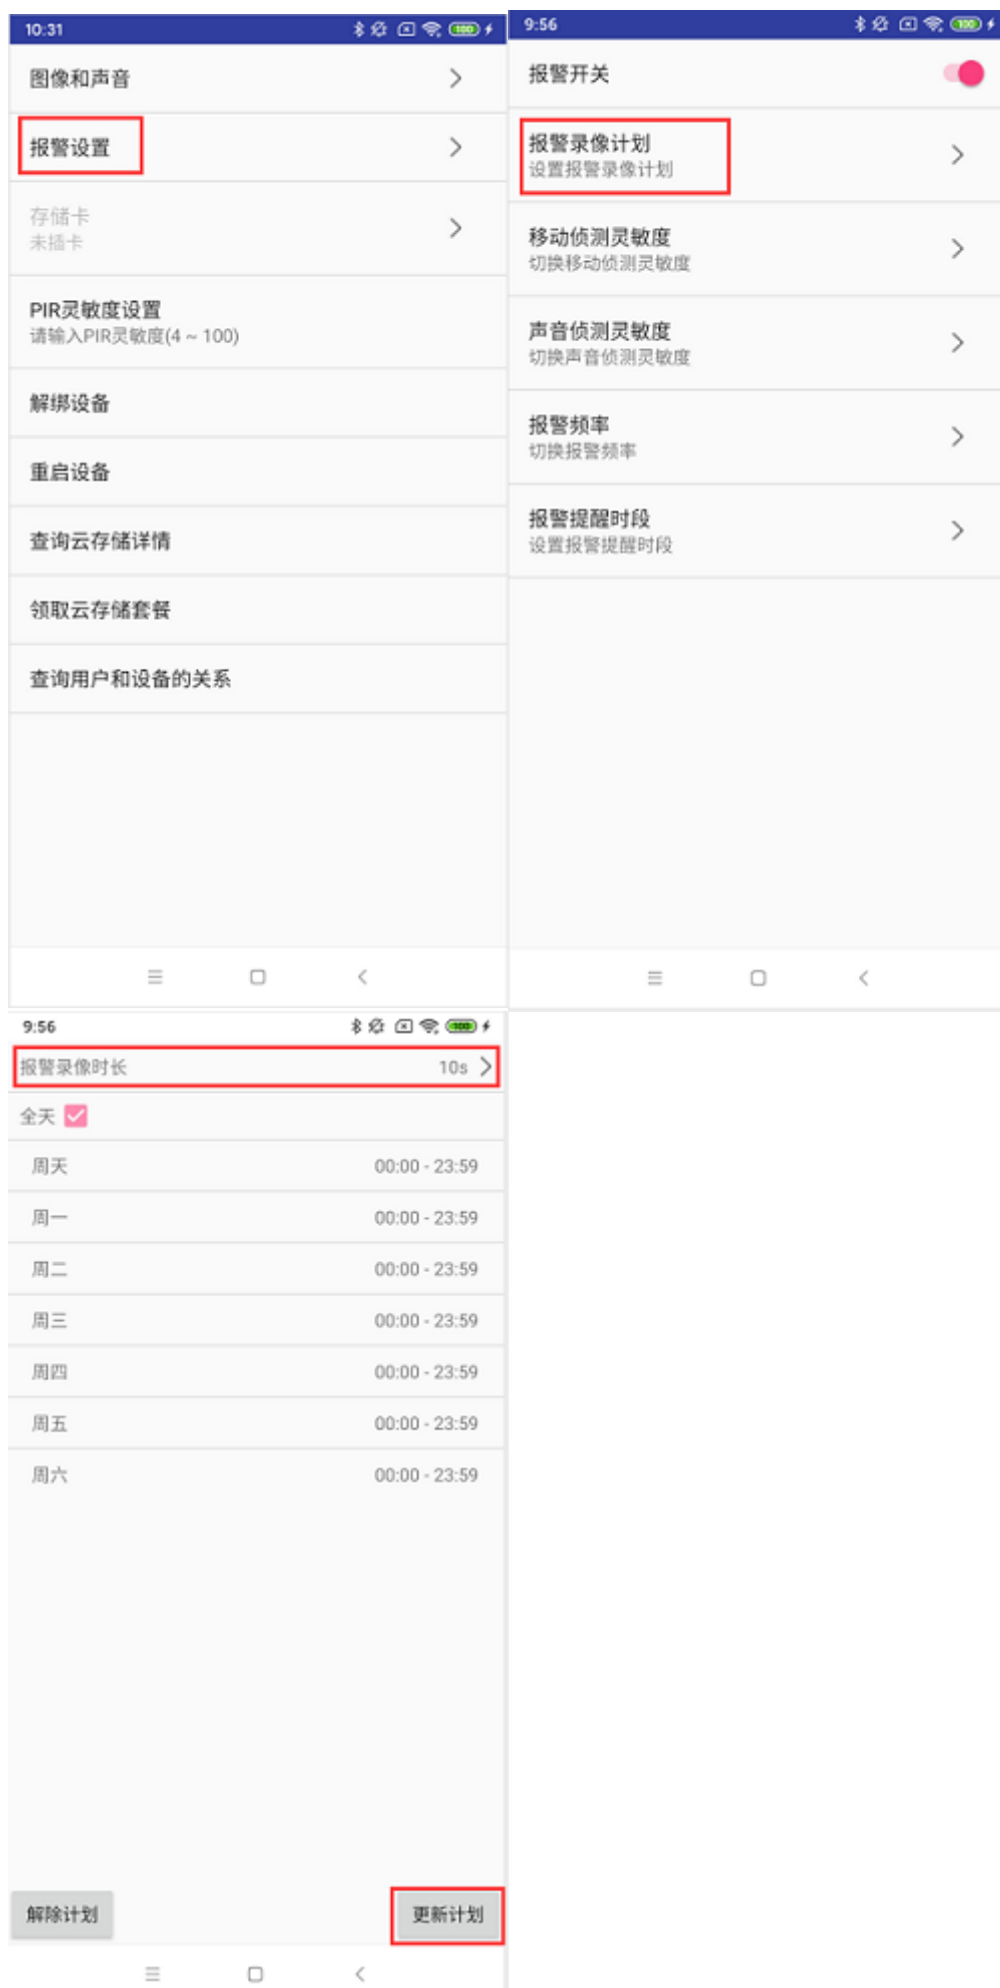 10:31
100
图像和声音
报警设置
存储卡
未插卡
PIR灵敏度设置
请输入PIR灵敏度(4 ~ 100)
解绑设备
重启设备
查询云存储详情
领取云存储套餐
查询用户和设备的关系
9:56
100
报警开关
报警录像计划
设置报警录像计划
移动侦测灵敏度
切换移动侦测灵敏度
声音侦测灵敏度
切换声音侦测灵敏度
报警频率
切换报警频率
报警提醒时段
设置报警提醒时段
9:56
100
报警录像时长 10s
全天
周天 00:00 - 23:59
周一 00:00 - 23:59
周二 00:00 - 23:59
周三 00:00 - 23:59
周四 00:00 - 23:59
周五 00:00 - 23:59
周六 00:00 - 23:59
解除计划 更新计划